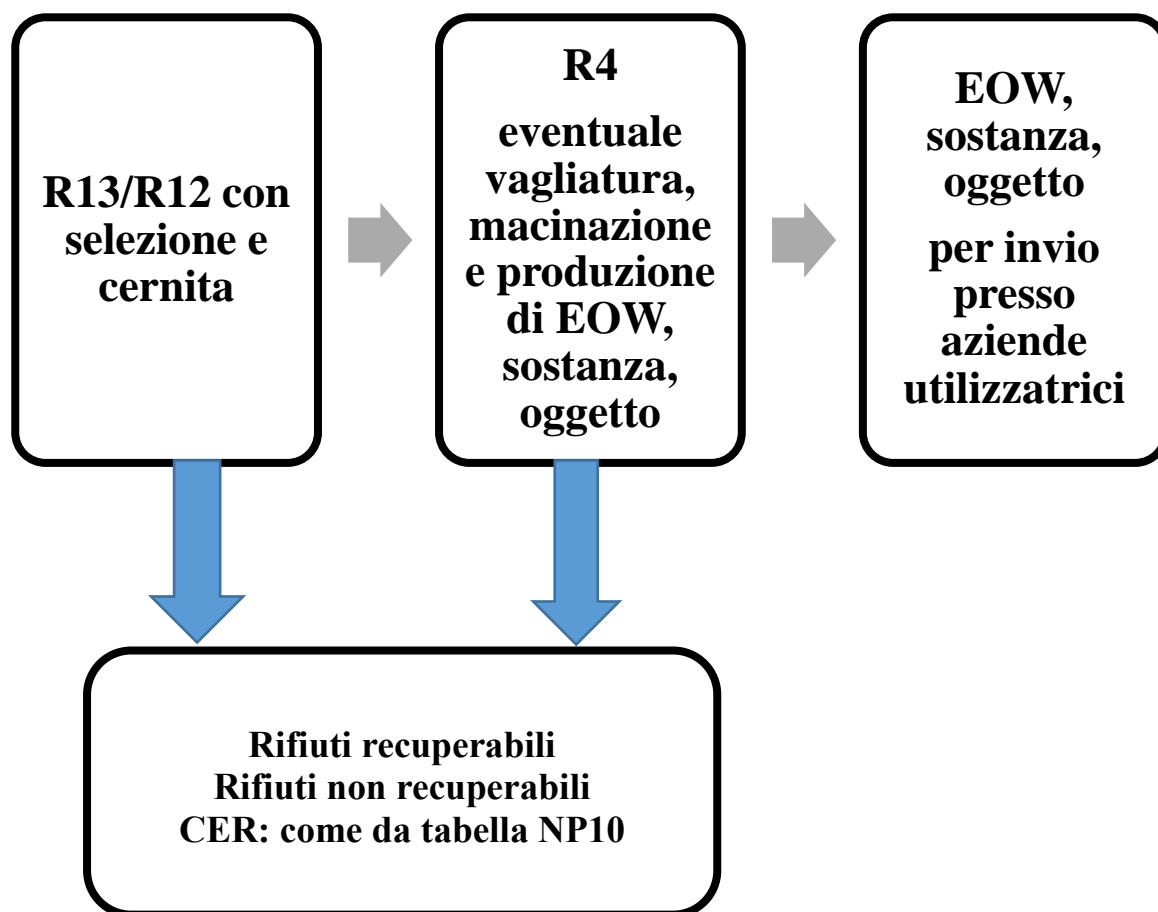 R13/R12 con
selezione e
cernita
R4
eventuale
vagliatura,
macinazione
e produzione
di EOW,
sostanza,
oggetto
EOW,
sostanza,
oggetto
per invio
presso
aziende
utilizzatrici
Rifiuti recuperabili
Rifiuti non recuperabili
CER: come da tabella NP10